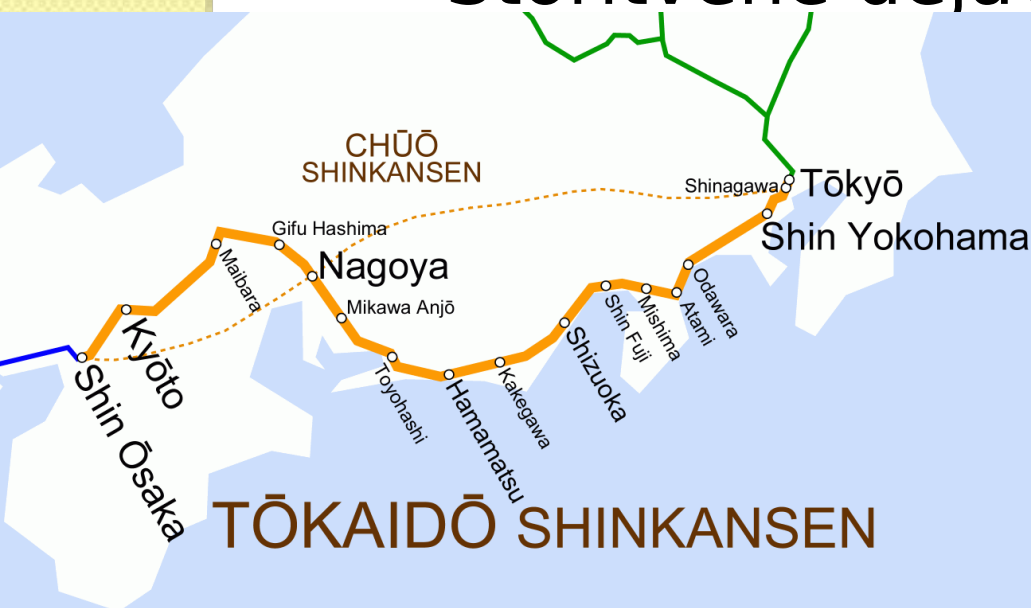 CHŪŌ
SHINKANSEN
Shinagawa
Tōkyō
Shin Yokohama
Gifu Hashima
Maibara
Nagoya
Mikawa Anjō
Odawara
Atami
Mishima
Shin Fuji
Kyōto
Shizuoka
Shin Ōsaka
Toyohashi
Hamamatsu
Kakegawa
TŌKAIDŌ SHINKANSEN